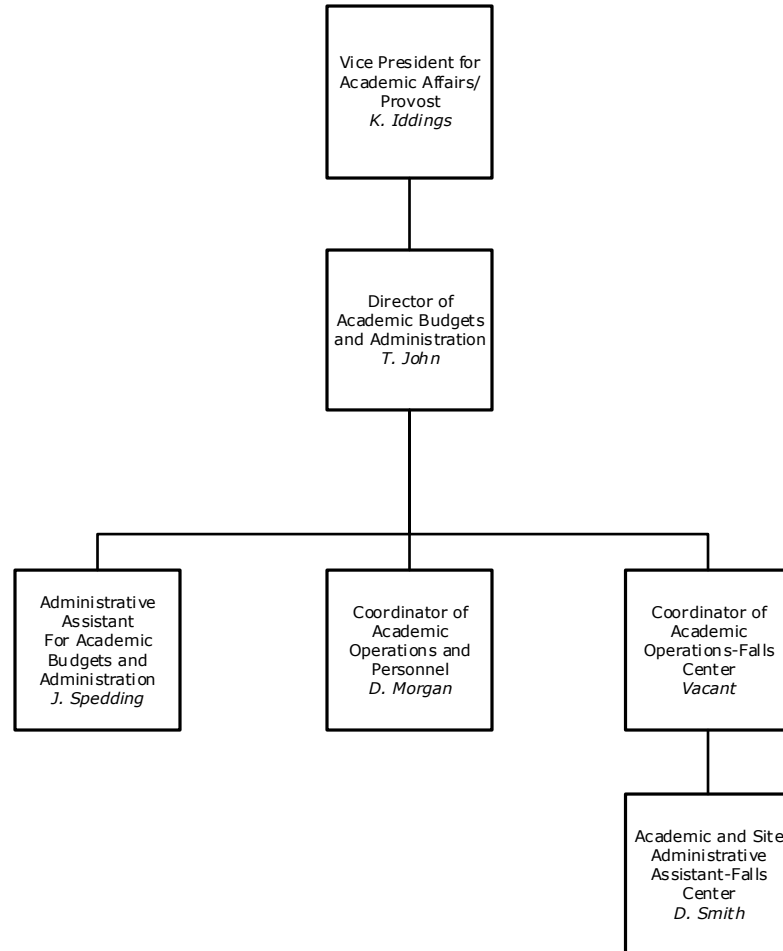 Vice President for
Academic Affairs/
Provost
K. Iddings
Director of
Academic Budgets
and Administration
T. John
Administrative
Assistant
For Academic
Budgets and
Administration
J. Spedding
Coordinator of
Academic
Operations and
Personnel
D. Morgan
Coordinator of
Academic
Operations-Falls
Center
Vacant
Academic and Site
Administrative
Assistant-Falls
Center
D. Smith